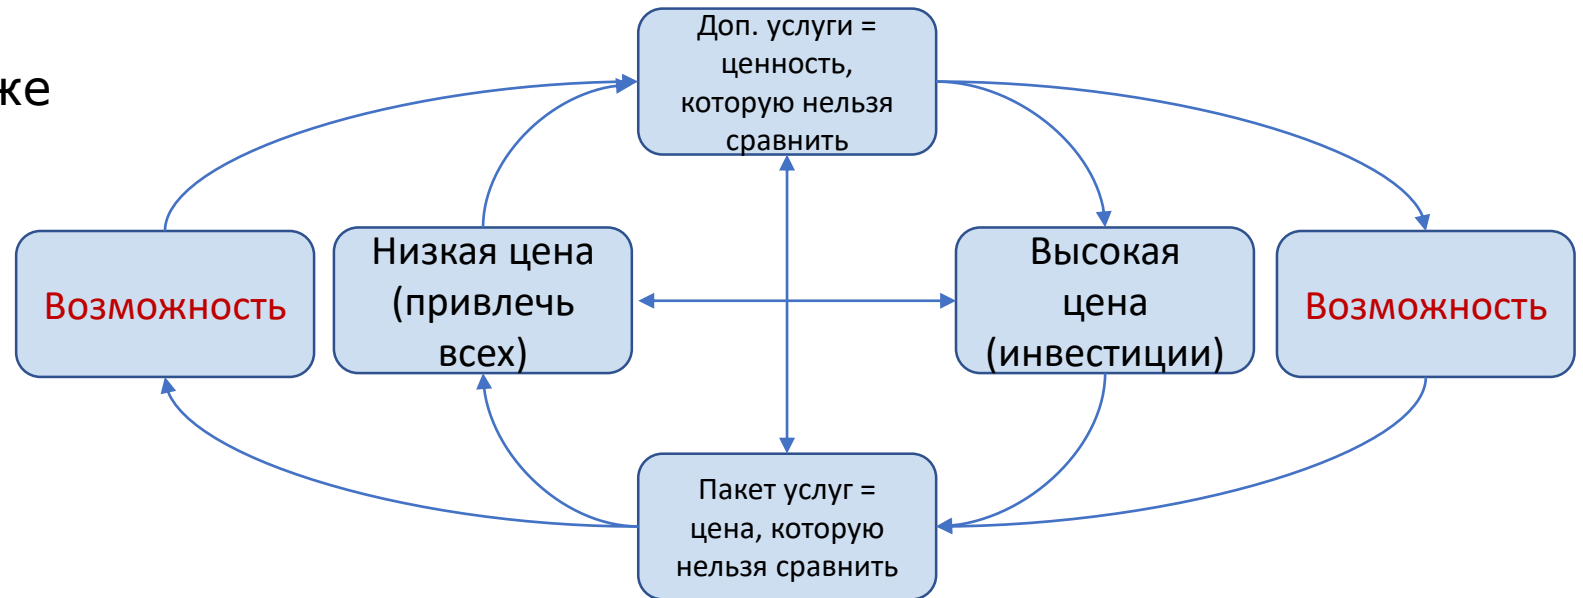 Доп. услуги =
ценность,
которую нельзя
сравнить
же
Возможность
Низкая цена
(привлечь
всех)
Высокая
цена
(инвестиции)
Возможность
Пакет услуг =
цена, которую
нельзя сравнить